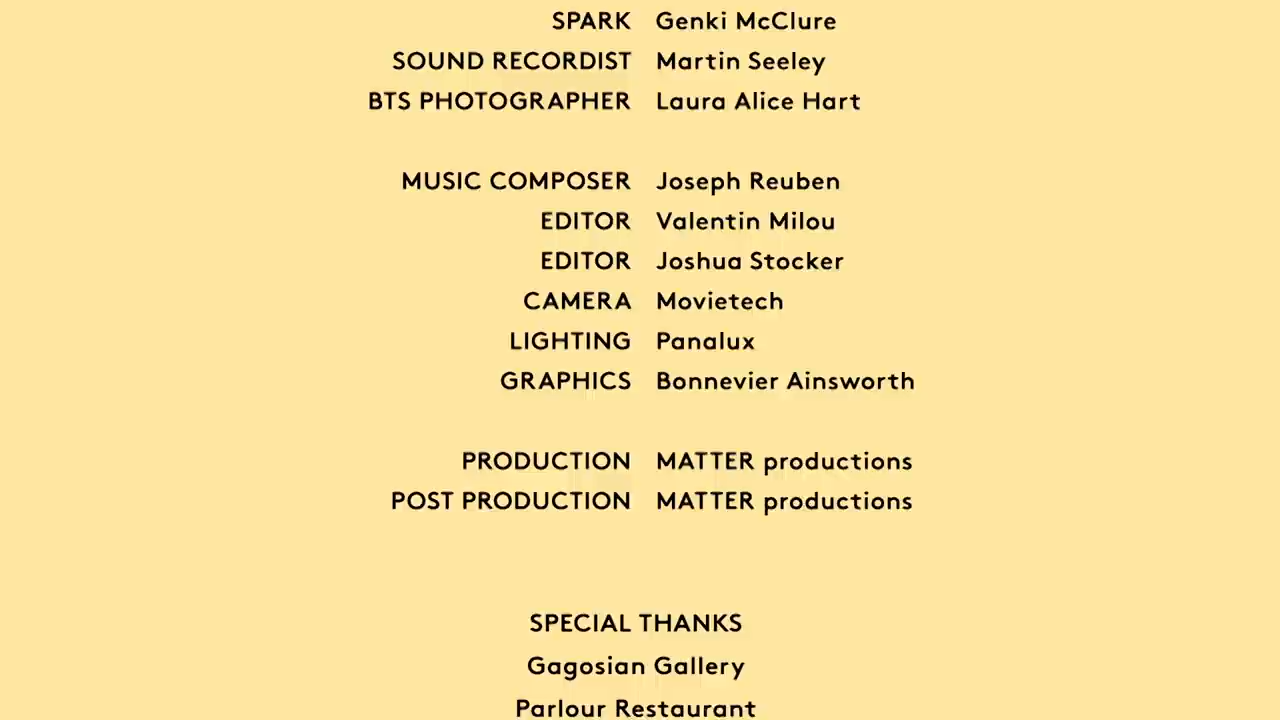 SPARK Genki McClure
SOUND RECORDIST Martin Seeley
BTS PHOTOGRAPHER Laura Alice Hart
MUSIC COMPOSER Joseph Reuben
EDITOR Valentin Milou
EDITOR Joshua Stocker
CAMERA Movietech
LIGHTING Panalux
GRAPHICS Bonnevier Ainsworth
PRODUCTION MATTER productions
POST PRODUCTION MATTER productions
SPECIAL THANKS
Gagosian Gallery
Parlour Restaurant